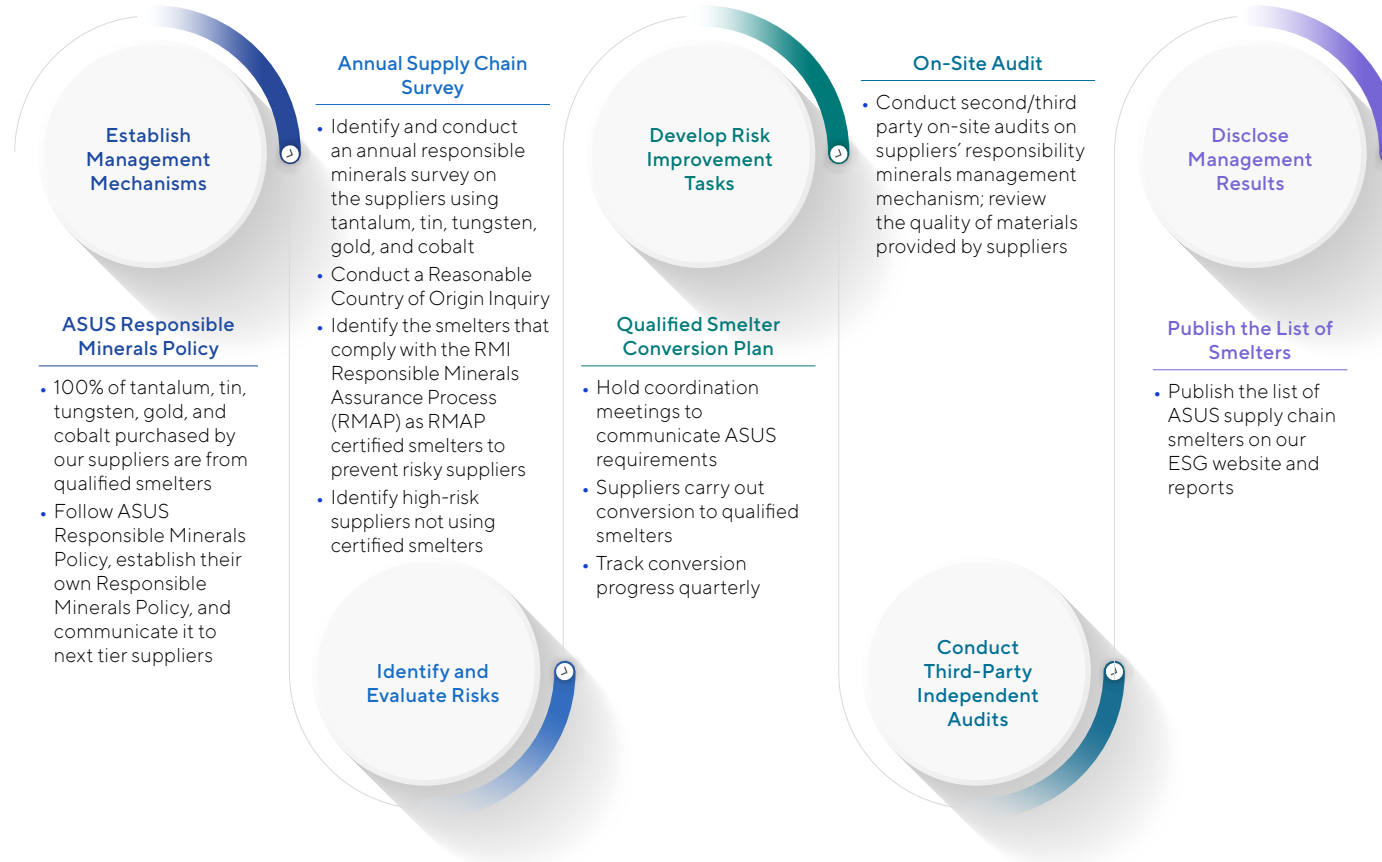 Establish
Management
Mechanisms
ASUS Responsible
Minerals Policy
• 100% of tantalum, tin,
tungsten, gold, and
cobalt purchased by
our suppliers are from
qualified smelters
• Follow ASUS
Responsible Minerals
Policy, establish their
own Responsible
Minerals Policy, and
communicate it to
next tier suppliers
Annual Supply Chain
Survey
• Identify and conduct
an annual responsible
minerals survey on
the suppliers using
tantalum, tin, tungsten,
gold, and cobalt
• Conduct a Reasonable
Country of Origin Inquiry
• Identify the smelters that
comply with the RMI
Responsible Minerals
Assurance Process
(RMAP) as RMAP
certified smelters to
prevent risky suppliers
• Identify high-risk
suppliers not using
certified smelters
Identify and
Evaluate Risks
Develop Risk
Improvement
Tasks
Qualified Smelter
Conversion Plan
• Hold coordination
meetings to
communicate ASUS
requirements
• Suppliers carry out
conversion to qualified
smelters
• Track conversion
progress quarterly
On-Site Audit
• Conduct second/third
party on-site audits on
suppliers’ responsibility
minerals management
mechanism; review
the quality of materials
provided by suppliers
Conduct
Third-Party
Independent
Audits
Disclose
Management
Results
Publish the List of
Smelters
• Publish the list of
ASUS supply chain
smelters on our
ESG website and
reports